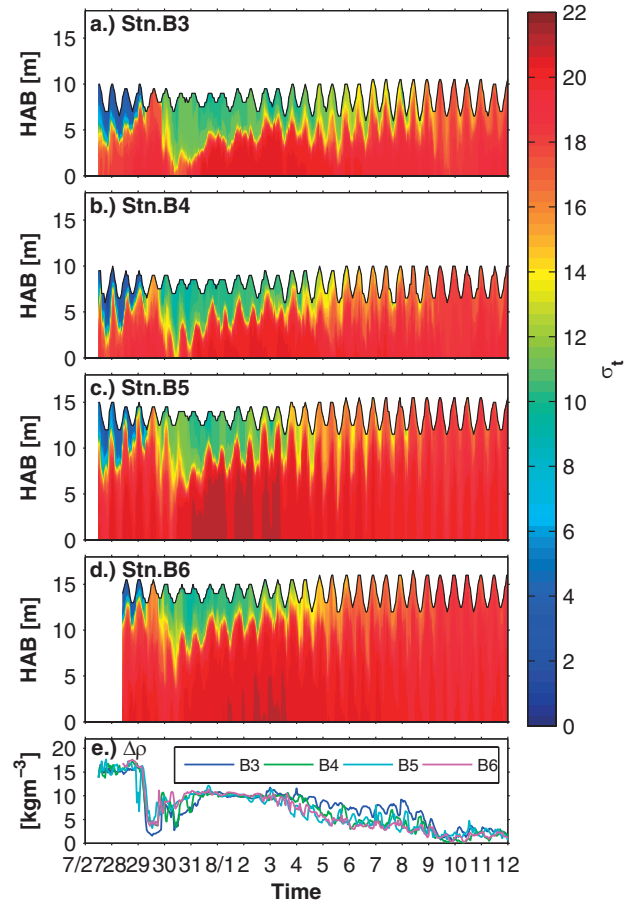 a.) Stn.B3
HAB [m]
15
10
5
0
b.) Stn.B4
HAB [m]
15
10
5
0
c.) Stn.B5
HAB [m]
15
10
5
0
d.) Stn.B6
HAB [m]
15
10
5
0
e.) Δρ
[kgm⁻³]
20
15
10
5
0
B3 B4 B5 B6
7/27 28 29 30 31 8/1 2 3 4 5 6 7 8 9 10 11 12
Time
22
20
18
16
14
12
10
8
6
4
2
0
σt